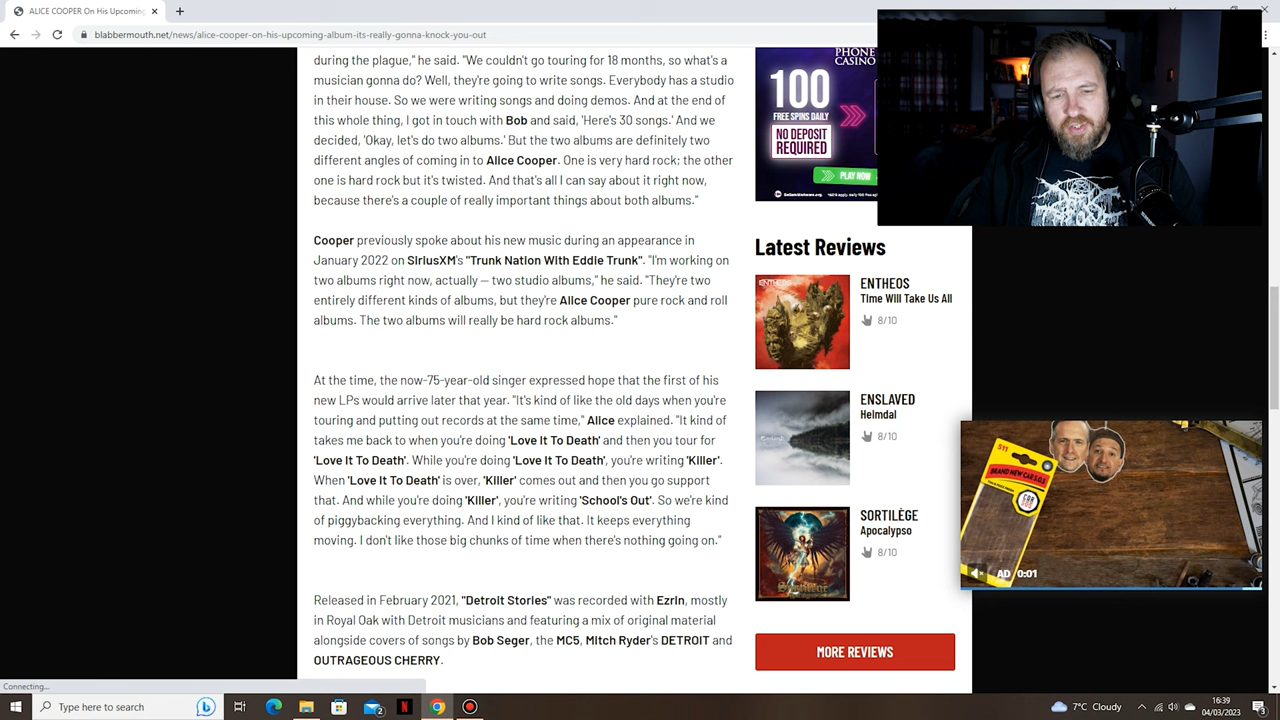 ALICE COOPER On His Upcoming
blabbermouth.net/news/alice-cooper-on-his-upcoming-album-its-really-gonna-knock-you-out
during the plague," he said. "We couldn't go touring for 18 months, so what's a
musician gonna do? Well, they're going to write songs. Everybody has a studio
in their house. So we were writing songs and doing demos. And at the end of
this whole thing, I got in touch with Bob and said, 'Here's 30 songs.' And we
decided, 'Okay, let's do two albums.' But the two albums are definitely two
different angles of coming in to Alice Cooper. One is very hard rock; the other
one is hard rock but it's twisted. And that's all I can say about it right now,
because there's a couple of really important things about both albums."
Cooper previously spoke about his new music during an appearance in
January 2022 on SiriusXM's "Trunk Nation With Eddie Trunk". "I'm working on
two albums right now, actually — two studio albums," he said. "They're two
entirely different kinds of albums, but they're Alice Cooper pure rock and roll
albums. The two albums will really be hard rock albums."
At the time, the now-75-year-old singer expressed hope that the first of his
new LPs would arrive later that year. "It's kind of like the old days when you're
touring and putting out records at the same time," Alice explained. "It kind of
takes me back to when you're doing 'Love It To Death' and then you tour for
'Love It To Death'. While you're doing 'Love It To Death', you're writing 'Killer'.
When 'Love It To Death' is over, 'Killer' comes out and then you go support
that. And while you're doing 'Killer', you're writing 'School's Out'. So we're kind
of piggybacking everything. And I kind of like that. It keeps everything
moving. I don't like those big chunks of time when there's nothing going on."
Released in February 2021, "Detroit Stories" was recorded with Ezrin, mostly
in Royal Oak with Detroit musicians and featuring a mix of original material
alongside covers of songs by Bob Seger, the MC5, Mitch Ryder's DETROIT and
OUTRAGEOUS CHERRY.
PHONE
CASINO
100
FREE SPINS DAILY
NO DEPOSIT
REQUIRED
PLAY NOW
Latest Reviews
ENTHEOS
Time Will Take Us All
8/10
ENSLAVED
Heimdal
8/10
SORTILÈGE
Apocalypso
8/10
MORE REVIEWS
511
BRAND NEW CAR S.O.S
CAR
SOS
AD 0:01
Connecting...
Type here to search
2
7°C Cloudy
16:39
04/03/2023
3